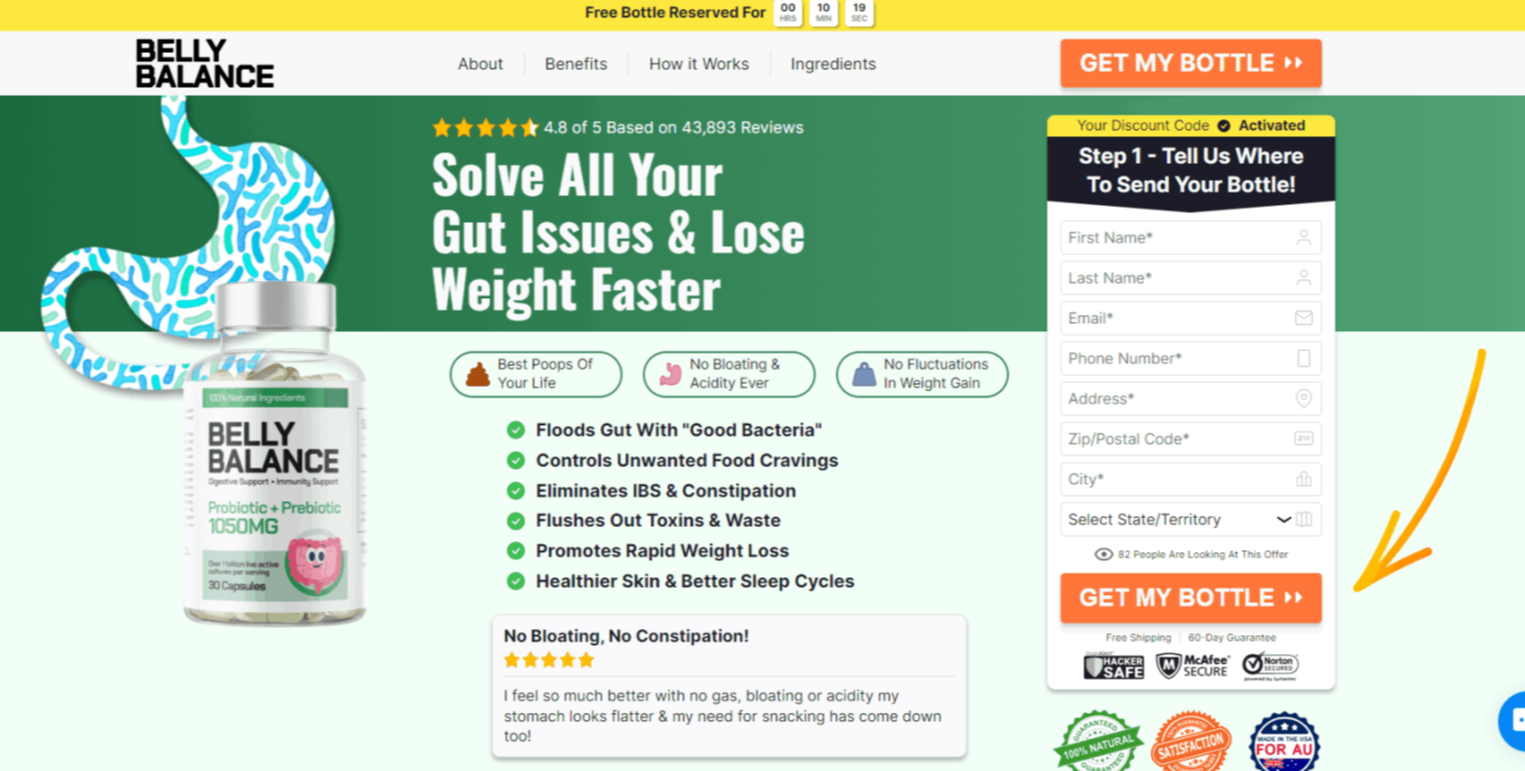 Free Bottle Reserved For
00 10 19
HRS MIN SEC
BELLY
BALANCE
About
Benefits
How it Works
Ingredients
GET MY BOTTLE
4.8 of 5 Based on 43,893 Reviews
Solve All Your
Gut Issues & Lose
Weight Faster
Best Poops Of
Your Life
No Bloating &
Acidity Ever
No Fluctuations
In Weight Gain
Floods Gut With "Good Bacteria"
Controls Unwanted Food Cravings
Eliminates IBS & Constipation
Flushes Out Toxins & Waste
Promotes Rapid Weight Loss
Healthier Skin & Better Sleep Cycles
No Bloating, No Constipation!
I feel so much better with no gas, bloating or acidity my
stomach looks flatter & my need for snacking has come down
too!
100% Natural Ingredients
BELLY
BALANCE
Digestive Support • Immunity Support
Probiotic + Prebiotic
1050MG
Over 1 billion live active
cultures per serving
30 Capsules
Your Discount Code Activated
Step 1 - Tell Us Where
To Send Your Bottle!
First Name*
Last Name*
Email*
Phone Number*
Address*
Zip/Postal Code*
ZIP
City*
Select State/Territory
82 People Are Looking At This Offer
GET MY BOTTLE
Free Shipping
60-Day Guarantee
HACKER
SAFE
McAfee
SECURE
Norton
SECURED
powered by Symantec
GUARANTEED
100% NATURAL
GUARANTEED
SATISFACTION
MADE IN THE USA
FOR AU